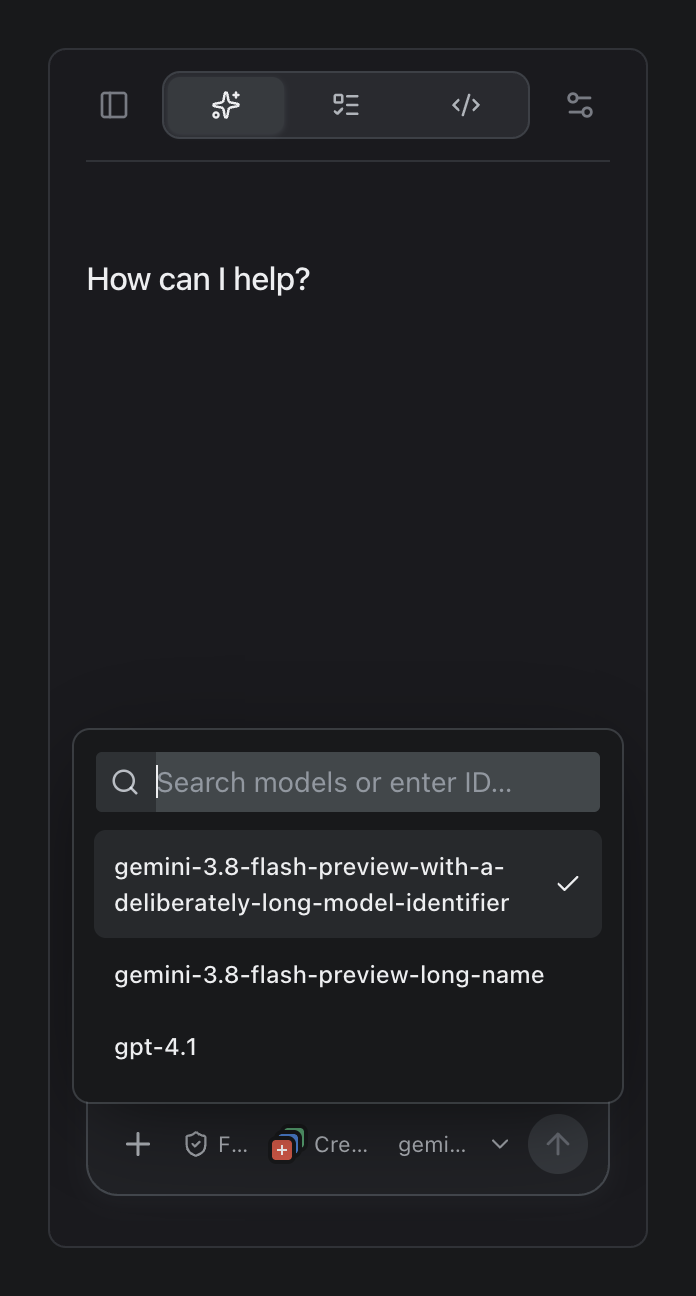 How can I help?
Search models or enter ID...
gemini-3.8-flash-preview-with-a-
deliberately-long-model-identifier
gemini-3.8-flash-preview-long-name
gpt-4.1
F... Cre... gemi...